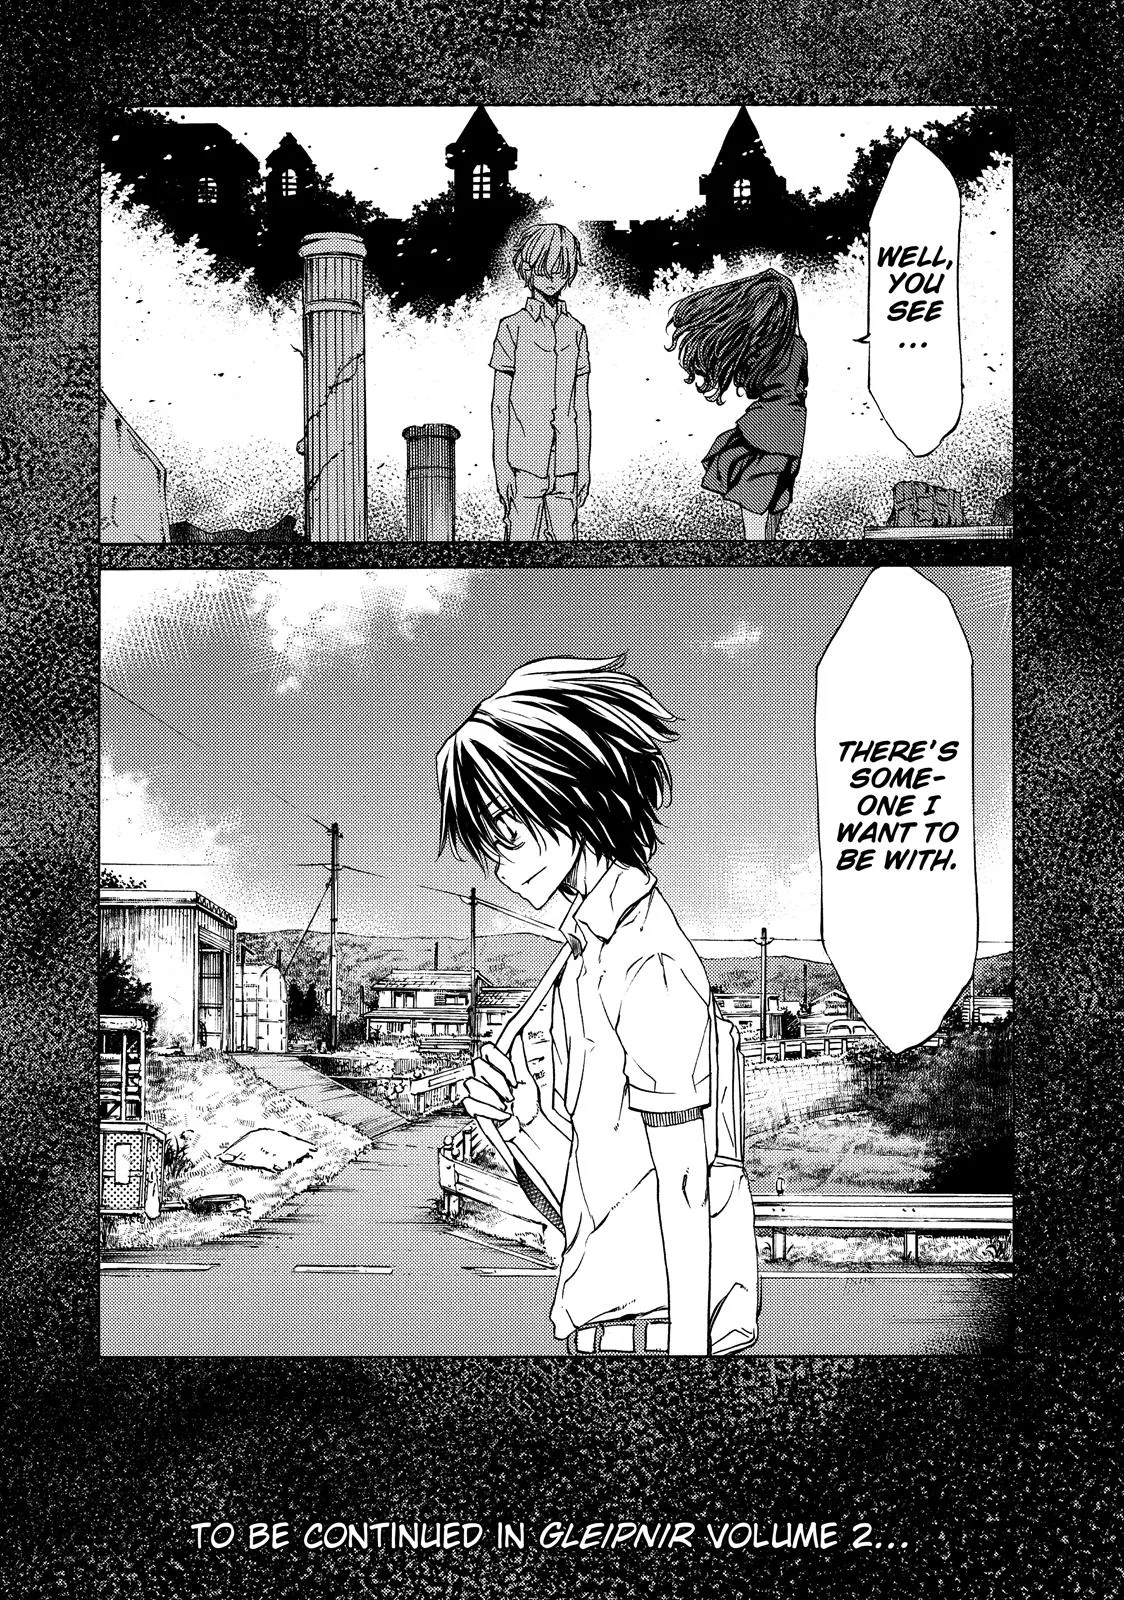 WELL,
YOU
SEE
...
THERE'S
SOME-
ONE I
WANT TO
BE WITH.
TO BE CONTINUED IN GLEIPNIR VOLUME 2...